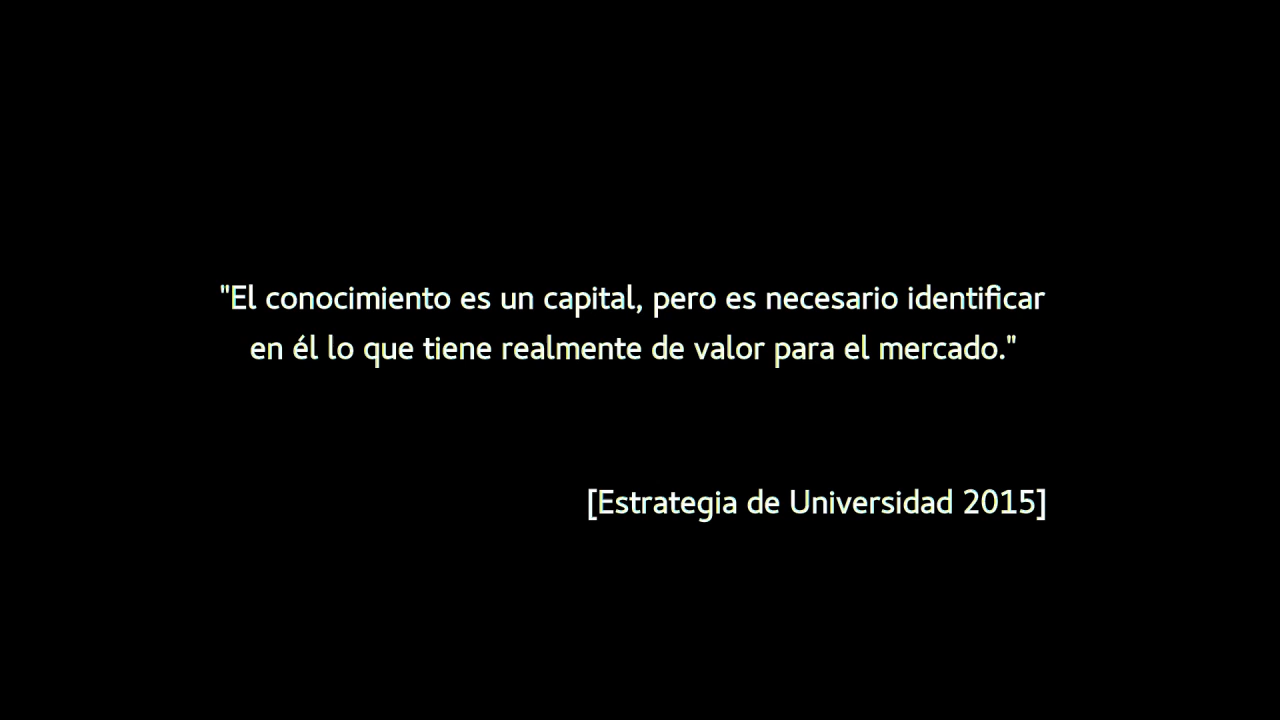 "El conocimiento es un capital, pero es necesario identificar
en él lo que tiene realmente de valor para el mercado."
[Estrategia de Universidad 2015]